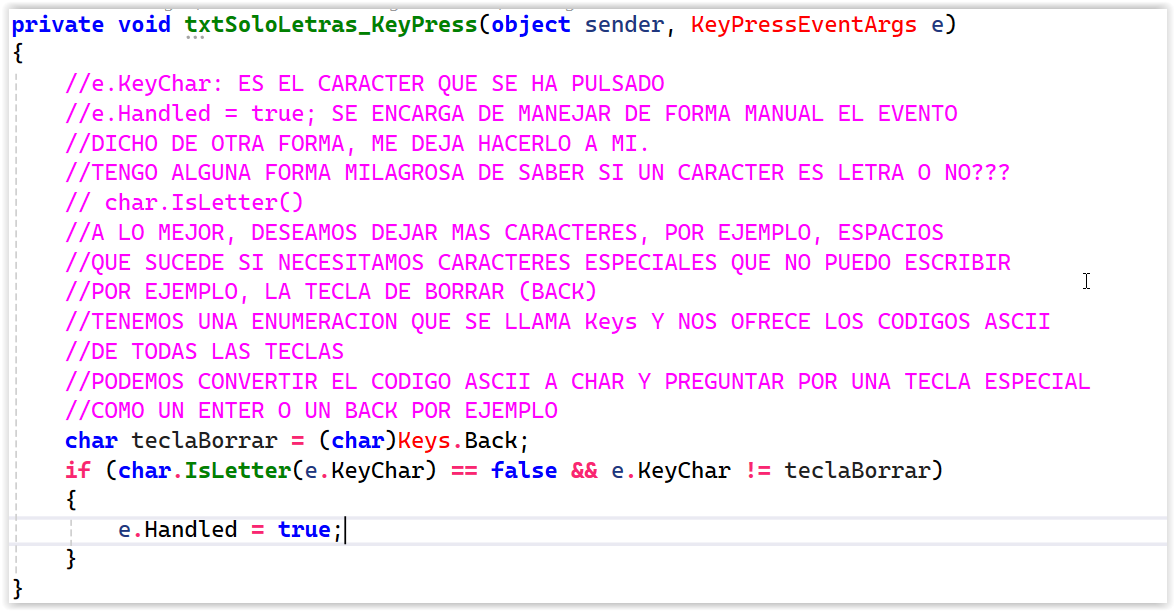 private void txtSoloLetras_KeyPress(object sender, KeyPressEventArgs e)
{
//e.KeyChar: ES EL CARACTER QUE SE HA PULSADO
//e.Handled = true; SE ENCARGA DE MANEJAR DE FORMA MANUAL EL EVENTO
//DICHO DE OTRA FORMA, ME DEJA HACERLO A MI.
//TENGO ALGUNA FORMA MILAGROSA DE SABER SI UN CARACTER ES LETRA O NO???
// char.IsLetter()
//A LO MEJOR, DESEAMOS DEJAR MAS CARACTERES, POR EJEMPLO, ESPACIOS
//QUE SUCEDE SI NECESITAMOS CARACTERES ESPECIALES QUE NO PUEDO ESCRIBIR
//POR EJEMPLO, LA TECLA DE BORRAR (BACK)
//TENEMOS UNA ENUMERACION QUE SE LLAMA Keys Y NOS OFRECE LOS CODIGOS ASCII
//DE TODAS LAS TECLAS
//PODEMOS CONVERTIR EL CODIGO ASCII A CHAR Y PREGUNTAR POR UNA TECLA ESPECIAL
//COMO UN ENTER O UN BACK POR EJEMPLO
char teclaBorrar = (char)Keys.Back;
if (char.IsLetter(e.KeyChar) == false && e.KeyChar != teclaBorrar)
{
e.Handled = true;
}
}